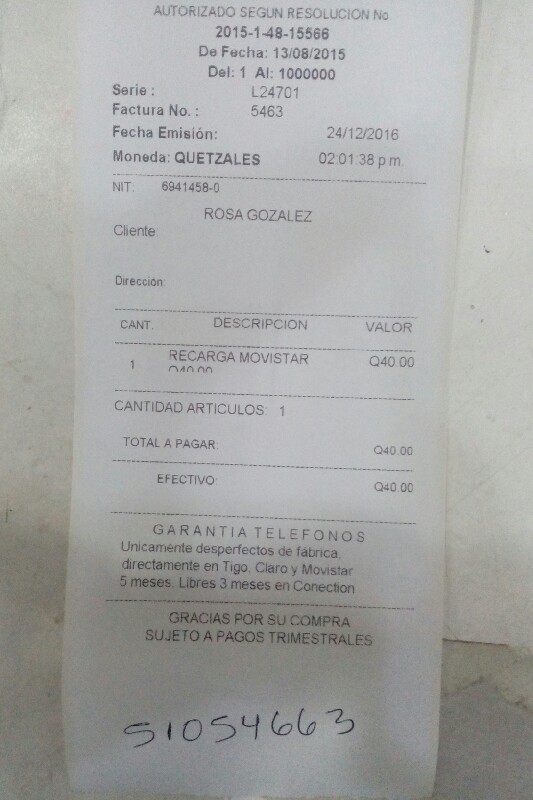 AUTORIZADO SEGUN RESOLUCION No
2015-1-48-15566
De Fecha: 13/08/2015
Del: 1 Al: 1000000
Serie : L24701
Factura No. : 5463
Fecha Emisión: 24/12/2016
Moneda: QUETZALES 02:01:38 p.m.
NIT: 6941458-0
ROSA GOZALEZ
Cliente:
Dirección:
CANT. DESCRIPCION VALOR
1 RECARGA MOVISTAR Q40.00
Q40.00
CANTIDAD ARTICULOS: 1
TOTAL A PAGAR: Q40.00
EFECTIVO: Q40.00
GARANTIA TELEFONOS
Unicamente desperfectos de fábrica,
directamente en Tigo, Claro y Movistar
5 meses. Libres 3 meses en Conection
GRACIAS POR SU COMPRA
SUJETO A PAGOS TRIMESTRALES
51054663